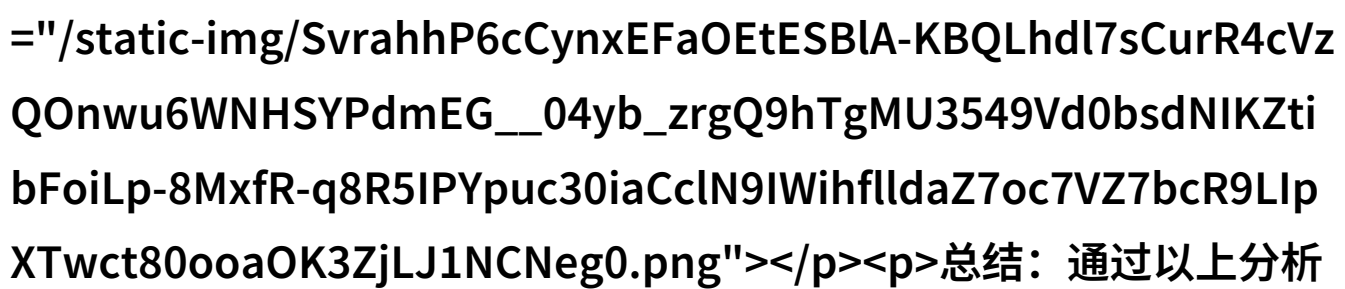 ="/static-img/SvrahhP6cCynxEFaOEtESBlA-KBQLhdl7sCurR4cVz
QOnwu6WNHSYPdmEG__04yb_zrgQ9hTgMU3549Vd0bsdNIKZti
bFoiLp-8MxfR-q8R5IPYpuc30iaCclN9IWihflldaZ7oc7VZ7bcR9LIp
XTwct80ooaOK3ZjLJ1NCNeg0.png"></p><p>总结：通过以上分析